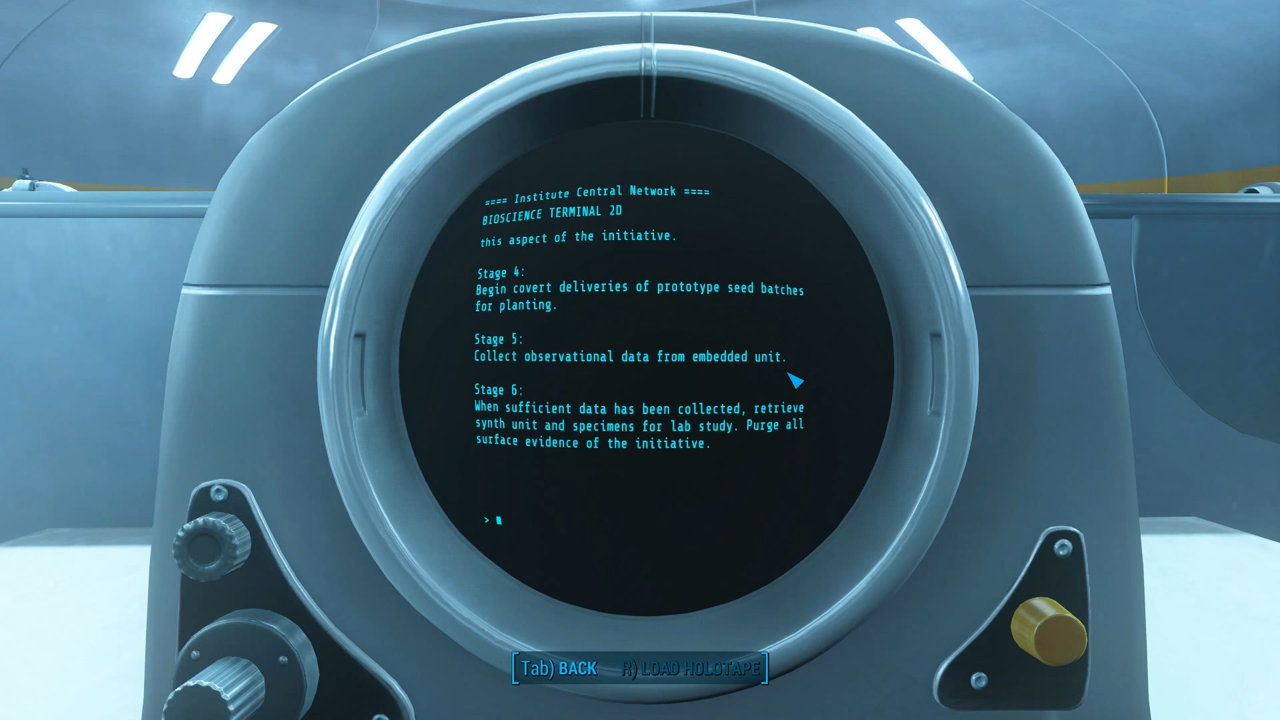 ==== Institute Central Network ====
BIOSCIENCE TERMINAL 2D
this aspect of the initiative.
Stage 4:
Begin covert deliveries of prototype seed batches
for planting.
Stage 5:
Collect observational data from embedded unit.
Stage 6:
When sufficient data has been collected, retrieve
synth unit and specimens for lab study. Purge all
surface evidence of the initiative.
>
Tab) BACK R) LOAD HOLOTAPE